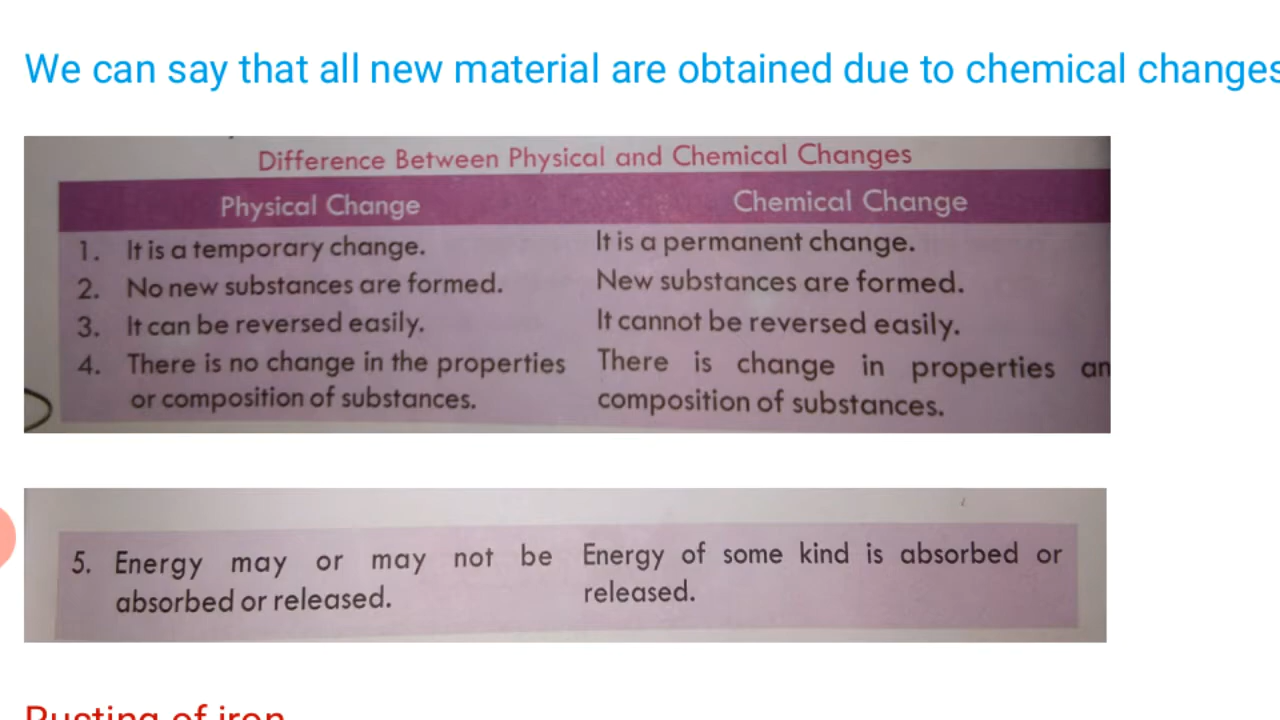 We can say that all new material are obtained due to chemical changes
Difference Between Physical and Chemical Changes
Physical Change Chemical Change
1. It is a temporary change. It is a permanent change.
2. No new substances are formed. New substances are formed.
3. It can be reversed easily. It cannot be reversed easily.
4. There is no change in the properties There is change in properties an
or composition of substances. composition of substances.
5. Energy may or may not be Energy of some kind is absorbed or
absorbed or released. released.
Rusting of iron